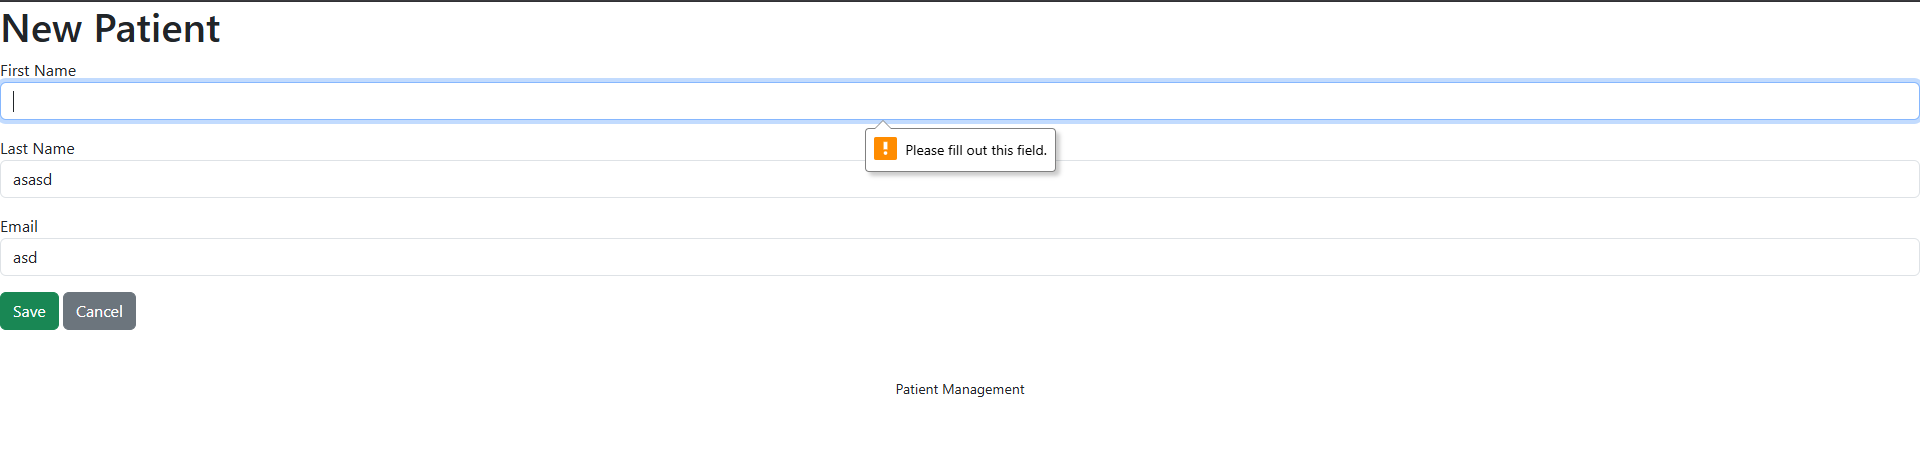 New Patient
First Name
Please fill out this field.
Last Name
asasd
Email
asd
Save Cancel
Patient Management